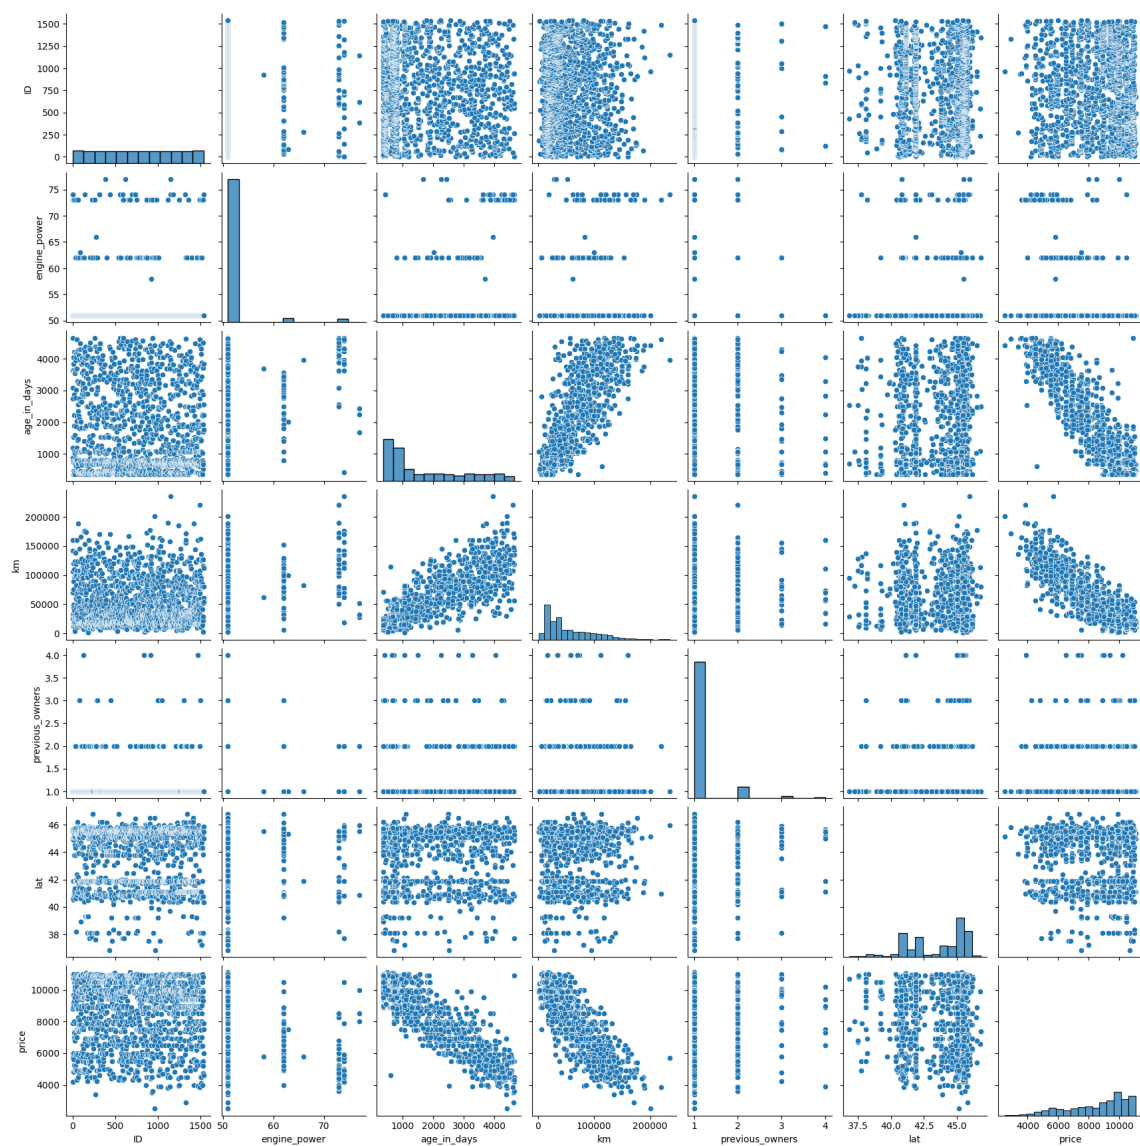 1500
1250
1000
750
500
250
0
ID
75
70
65
60
55
50
engine_power
4000
3000
2000
1000
age_in_days
200000
150000
100000
50000
0
km
4.0
3.5
3.0
2.5
2.0
1.5
1.0
previous_owners
46
44
42
40
38
lat
10000
8000
6000
4000
price
0 500 1000 1500
ID
50 60 70
engine_power
1000 2000 3000 4000
age_in_days
0 100000 200000
km
1 2 3 4
previous_owners
37.5 40.0 42.5 45.0
lat
4000 6000 8000 10000
price